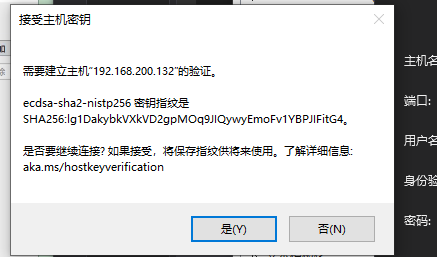 接受主机密钥
需要建立主机“192.168.200.132”的验证。
ecdsa-sha2-nistp256 密钥指纹是
SHA256:lg1DakybkVXkVD2gpMOq9JIQywyEmoFv1YBPJIFitG4。
是否要继续连接? 如果接受，将保存指纹供将来使用。了解详细信息:
aka.ms/hostkeyverification
是(Y)
否(N)
主机名
端口:
用户名
身份验
密码: